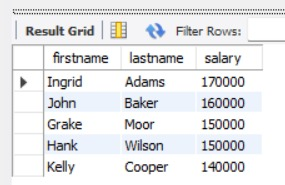 Result Grid Filter Rows:
firstname lastname salary
Ingrid Adams 170000
John Baker 160000
Grake Moor 150000
Hank Wilson 150000
Kelly Cooper 140000